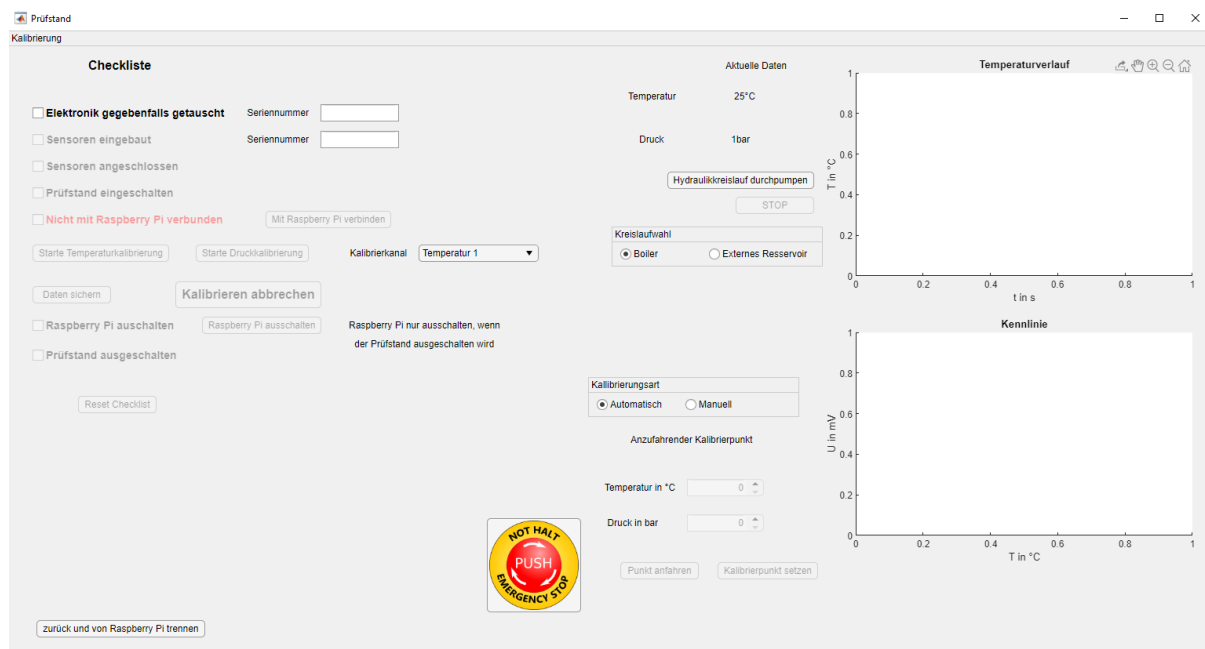 Prüfstand
Kalibrierung
Checkliste
Elektronik gegebenfalls getauscht Seriennummer
Sensoren eingebaut Seriennummer
Sensoren angeschlossen
Prüfstand eingeschalten
Nicht mit Raspberry Pi verbunden Mit Raspberry Pi verbinden
Starte Temperaturkalibrierung Starte Druckkalibrierung Kalibrierkanal Temperatur 1
Daten sichern Kalibrieren abbrechen
Raspberry Pi auschalten Raspberry Pi ausschalten Raspberry Pi nur ausschalten, wenn
der Prüfstand ausgeschalten wird
Prüfstand ausgeschalten
Reset Checklist
NOT HALT
PUSH
EMERGENCY STOP
zurück und von Raspberry Pi trennen
Aktuelle Daten
Temperatur 25°C
Druck 1bar
Hydraulikkreislauf durchpumpen
STOP
Kreislaufwahl
Boiler Externes Resservoir
Kallibrierungsart
Automatisch Manuell
Anzufahrender Kalibrierpunkt
Temperatur in °C 0
Druck in bar 0
Punkt anfahren Kalibrierpunkt setzen
Temperaturverlauf
1
0.8
0.6
0.4
0.2
0
T in °C
0 0.2 0.4 0.6 0.8 1
t in s
Kennlinie
1
0.8
0.6
0.4
0.2
0
U in mV
0 0.2 0.4 0.6 0.8 1
T in °C